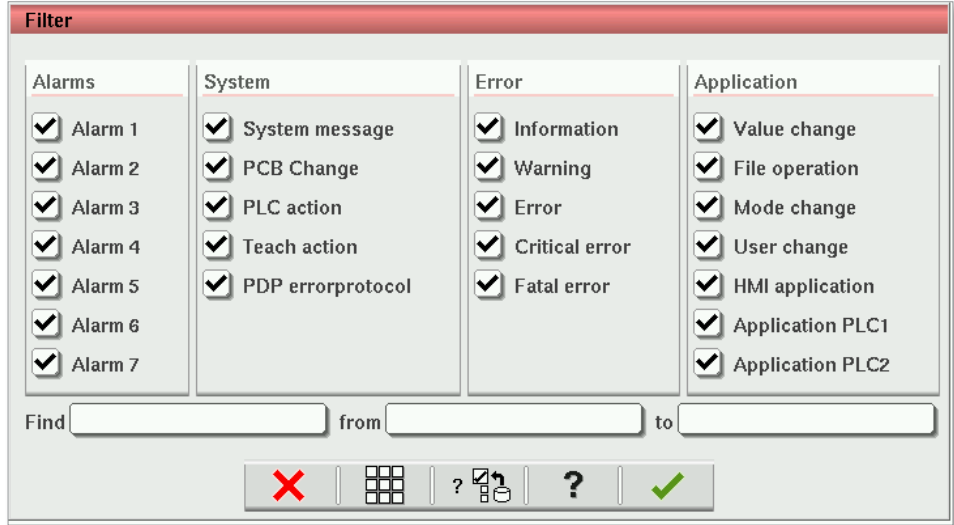 Filter
Alarms
Alarm 1
Alarm 2
Alarm 3
Alarm 4
Alarm 5
Alarm 6
Alarm 7
System
System message
PCB Change
PLC action
Teach action
PDP errorprotocol
Error
Information
Warning
Error
Critical error
Fatal error
Application
Value change
File operation
Mode change
User change
HMI application
Application PLC1
Application PLC2
Find from to
? ?